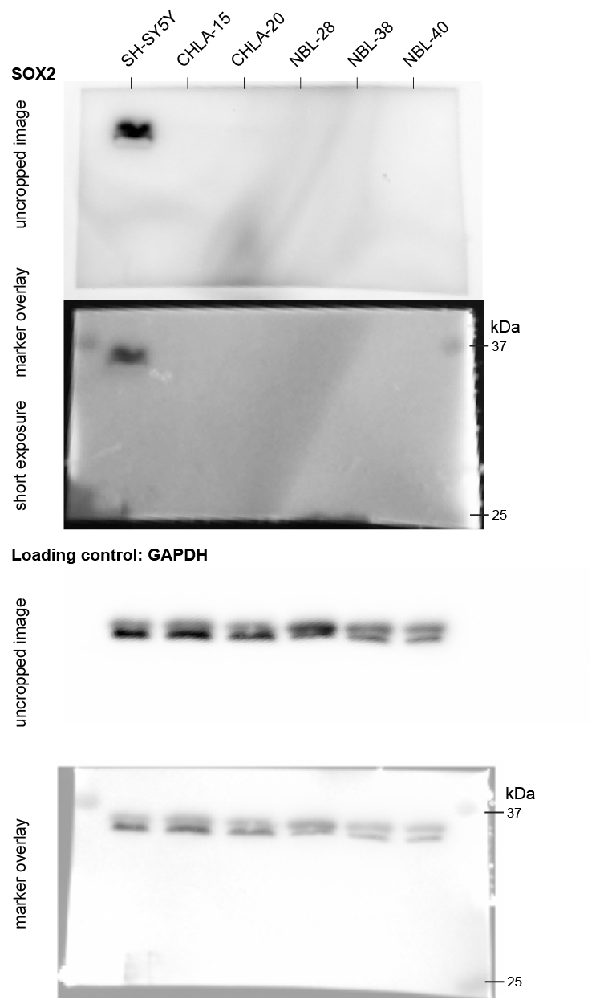 SH-SY5Y
CHLA-15
CHLA-20
NBL-28
NBL-38
NBL-40
SOX2
uncropped image
marker overlay
short exposure
kDa
37
25
Loading control: GAPDH
uncropped image
marker overlay
kDa
37
25